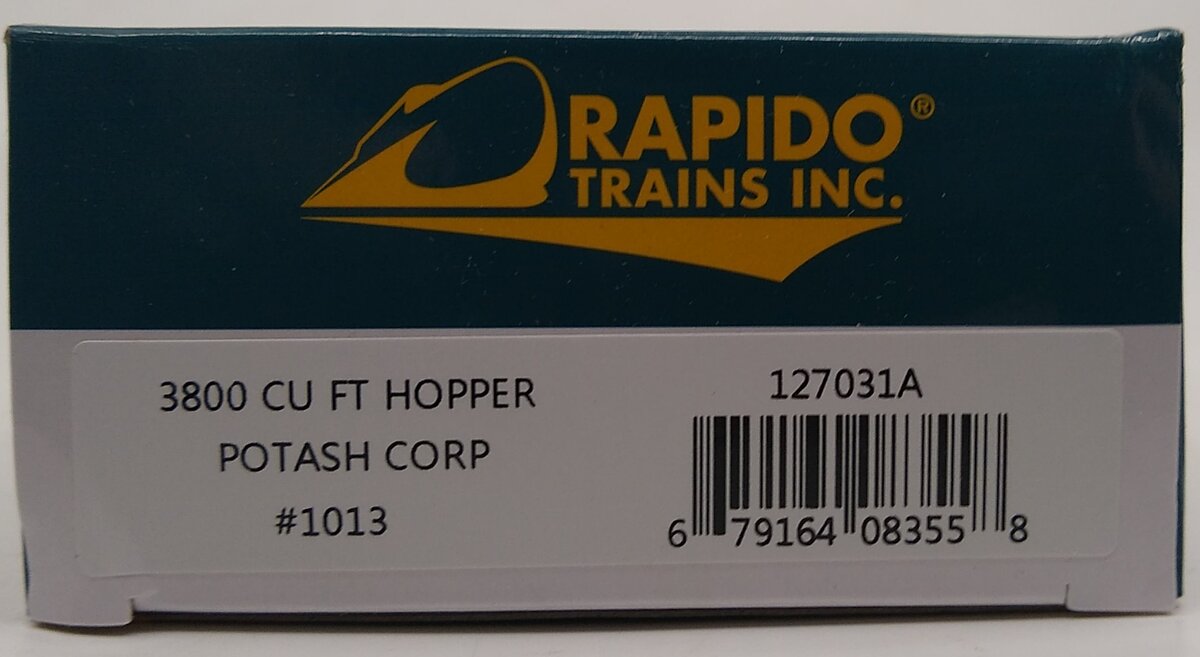 RAPIDO®
TRAINS INC.
3800 CU FT HOPPER
POTASH CORP
#1013
127031A
6 79164 08355 8